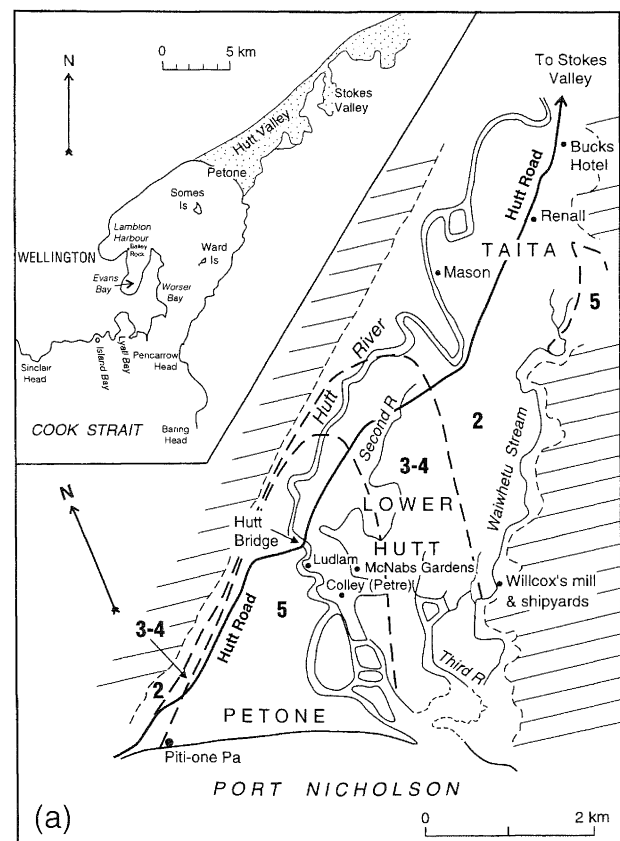 N
0 5 km
Stokes
Valley
Hutt Valley
Petone
Somes
Is
Lambton
Harbour
WELLINGTON
Ward
Is
Evans
Bay
Worser
Bay
Sinclair
Head
Island Bay
Lyall Bay
Pencarrow
Head
COOK STRAIT
Baring
Head
To Stokes
Valley
Bucks
Hotel
Hutt Road
Renall
TAITA
Mason
5
Hutt River
Second R
2
3-4
Waiwhetu Stream
LOWER
HUTT
N
Hutt
Bridge
Ludlam
McNabs Gardens
Colley (Petre)
Willcox's mill
& shipyards
5
3-4
Hutt Road
2
Third R
PETONE
Piti-one Pa
PORT NICHOLSON
(a)
0 2 km